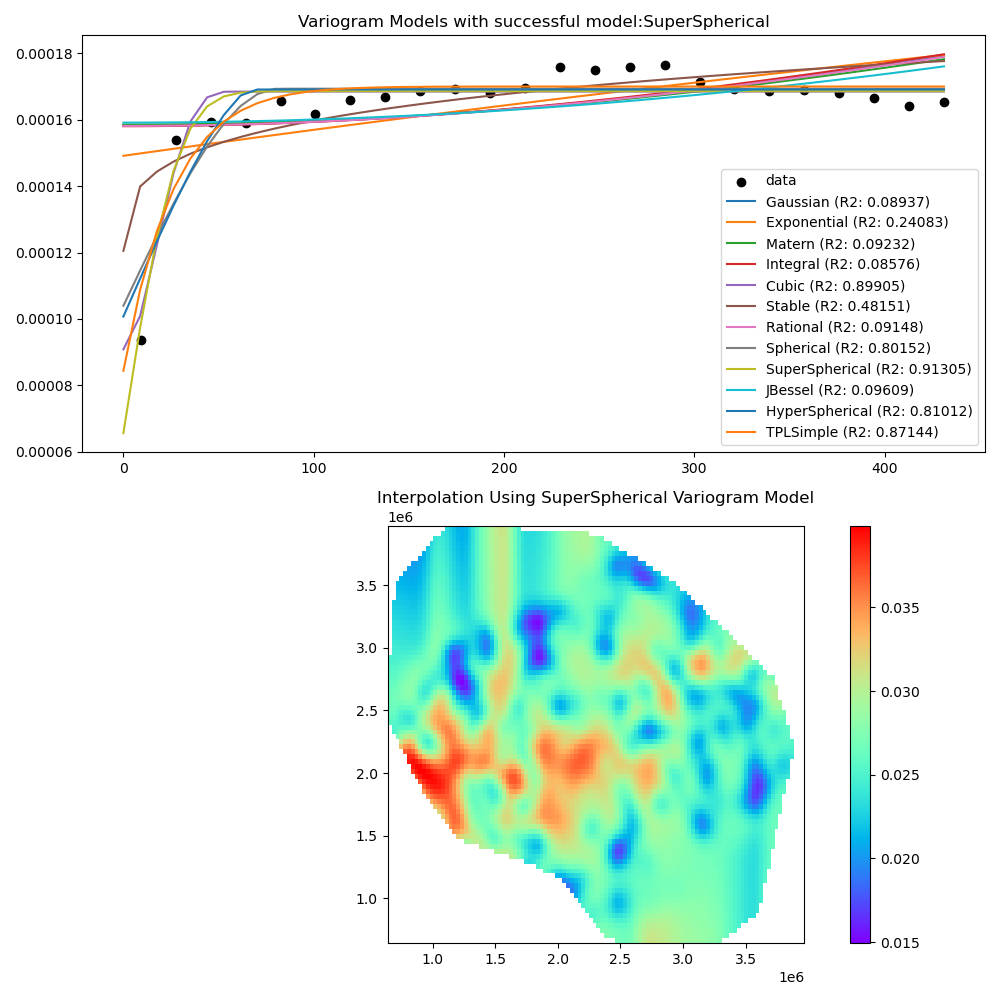 Variogram Models with successful model:SuperSpherical
0.00018
0.00016
0.00014
0.00012
0.00010
0.00008
0.00006
0
100
200
300
400
data
Gaussian (R2: 0.08937)
Exponential (R2: 0.24083)
Matern (R2: 0.09232)
Integral (R2: 0.08576)
Cubic (R2: 0.89905)
Stable (R2: 0.48151)
Rational (R2: 0.09148)
Spherical (R2: 0.80152)
SuperSpherical (R2: 0.91305)
JBessel (R2: 0.09609)
HyperSpherical (R2: 0.81012)
TPLSimple (R2: 0.87144)
Interpolation Using SuperSpherical Variogram Model
1e6
3.5
3.0
2.5
2.0
1.5
1.0
1.0
1.5
2.0
2.5
3.0
3.5
1e6
0.035
0.030
0.025
0.020
0.015